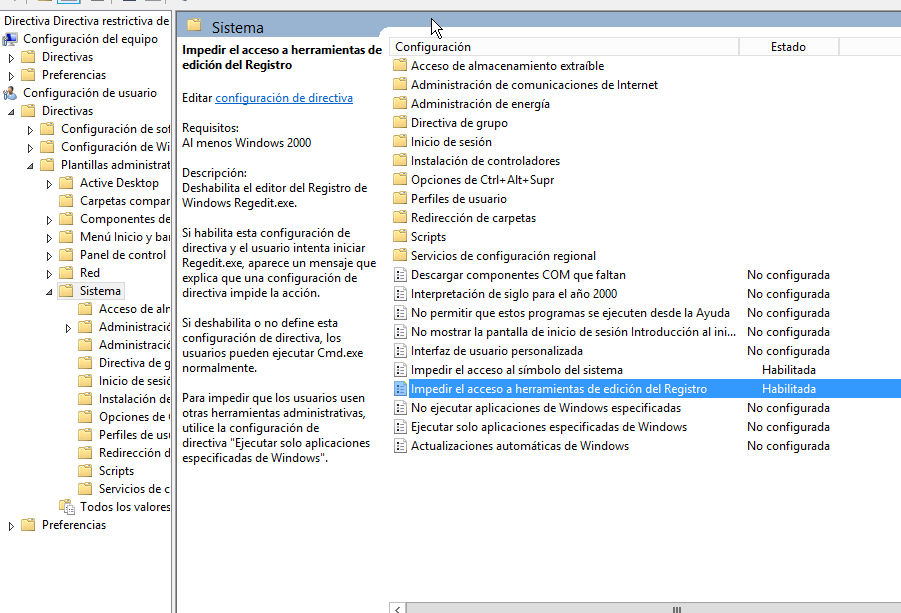 Directiva Directiva restrictiva de
Configuración del equipo
Directivas
Preferencias
Configuración de usuario
Directivas
Configuración de sof
Configuración de Wi
Plantillas administrat
Active Desktop
Carpetas compar
Componentes de
Menú Inicio y bar
Panel de control
Red
Sistema
Acceso de alm
Administració
Administració
Directiva de g
Inicio de sesió
Instalación de
Opciones de
Perfiles de usu
Redirección d
Scripts
Servicios de c
Todos los valores
Preferencias
Sistema
Impedir el acceso a herramientas de
edición del Registro
Editar configuración de directiva
Requisitos:
Al menos Windows 2000
Descripción:
Deshabilita el editor del Registro de
Windows Regedit.exe.
Si habilita esta configuración de
directiva y el usuario intenta iniciar
Regedit.exe, aparece un mensaje que
explica que una configuración de
directiva impide la acción.
Si deshabilita o no define esta
configuración de directiva, los
usuarios pueden ejecutar Cmd.exe
normalmente.
Para impedir que los usuarios usen
otras herramientas administrativas,
utilice la configuración de
directiva "Ejecutar solo aplicaciones
especificadas de Windows".
Configuración Estado
Acceso de almacenamiento extraíble
Administración de comunicaciones de Internet
Administración de energía
Directiva de grupo
Inicio de sesión
Instalación de controladores
Opciones de Ctrl+Alt+Supr
Perfiles de usuario
Redirección de carpetas
Scripts
Servicios de configuración regional
Descargar componentes COM que faltan No configurada
Interpretación de siglo para el año 2000 No configurada
No permitir que estos programas se ejecuten desde la Ayuda No configurada
No mostrar la pantalla de inicio de sesión Introducción al ini... No configurada
Interfaz de usuario personalizada No configurada
Impedir el acceso al símbolo del sistema Habilitada
Impedir el acceso a herramientas de edición del Registro Habilitada
No ejecutar aplicaciones de Windows especificadas No configurada
Ejecutar solo aplicaciones especificadas de Windows No configurada
Actualizaciones automáticas de Windows No configurada